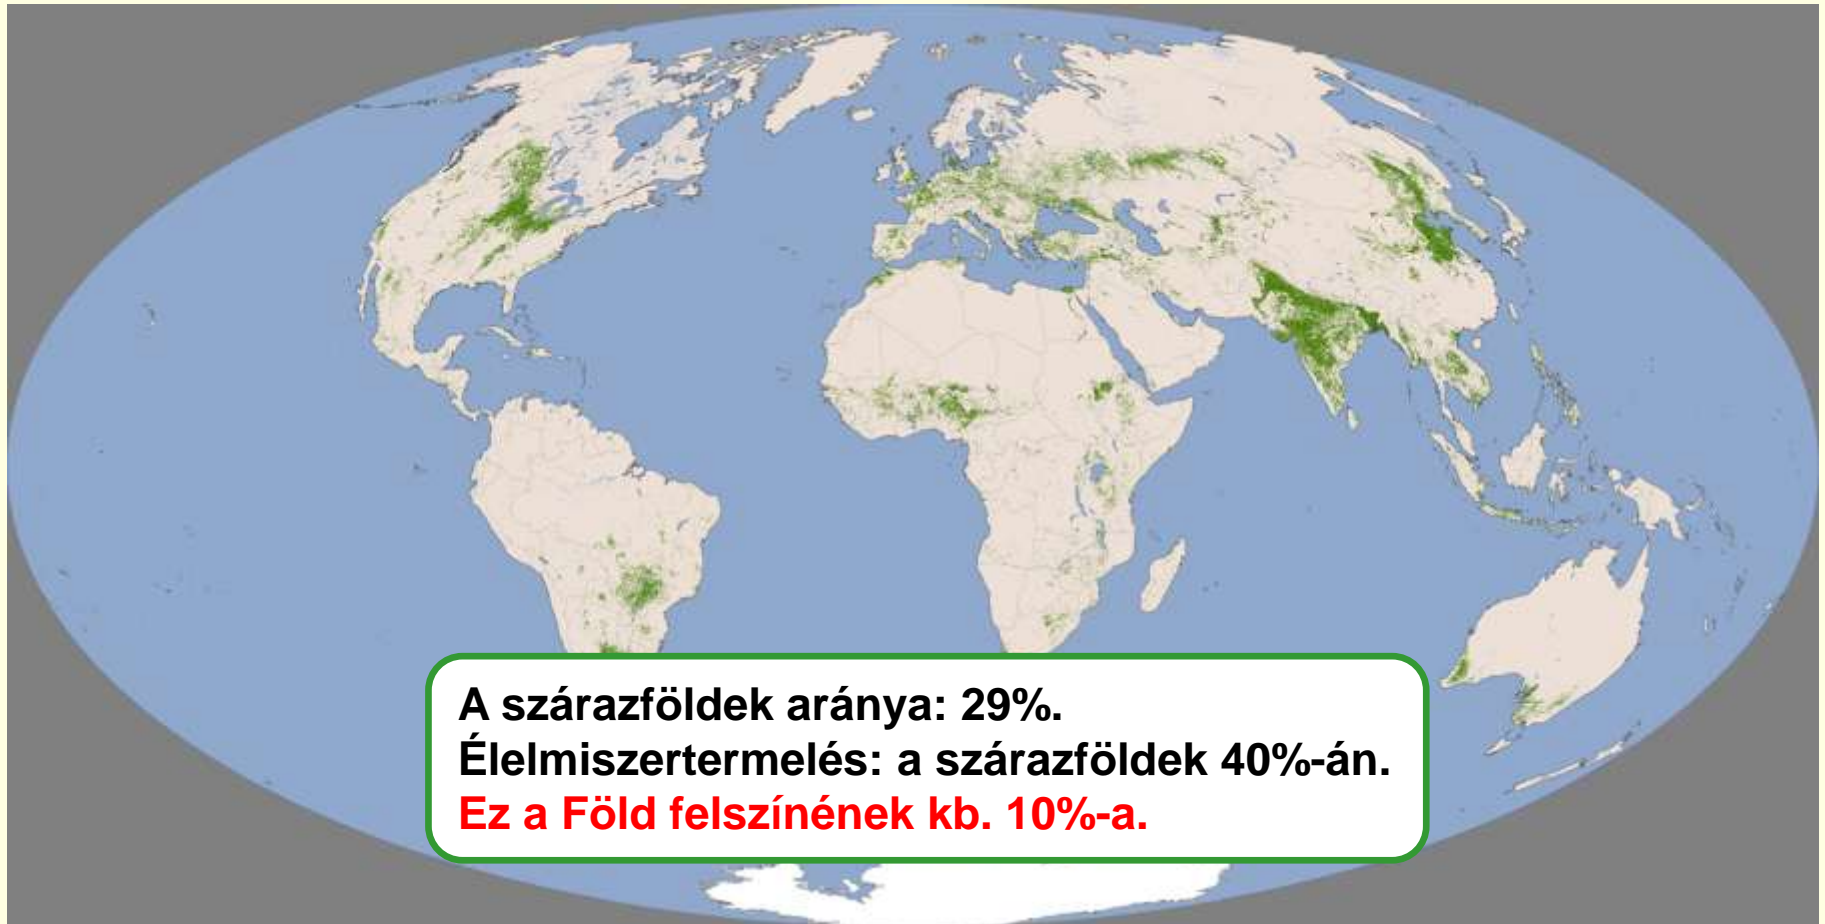 A szárazföldek aránya: 29%.
Élelmiszertermelés: a szárazföldek 40%-án.
Ez a Föld felszínének kb. 10%-a.